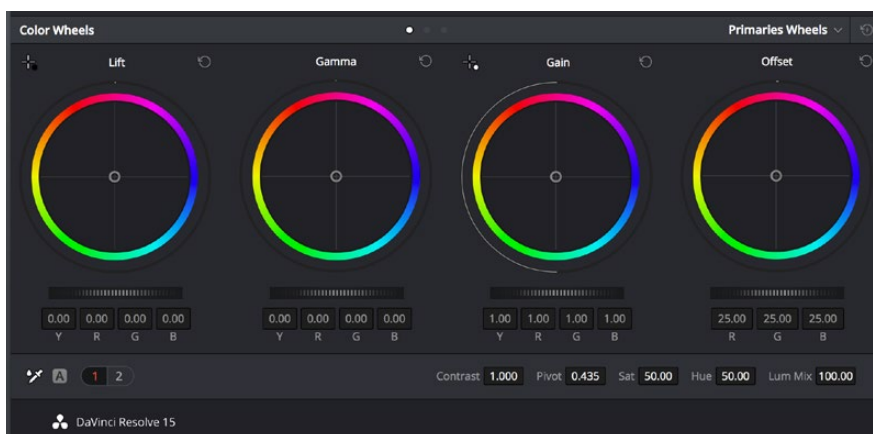 Color Wheels Primaries Wheels
Lift Gamma Gain Offset
0.00 0.00 0.00 0.00 0.00 0.00 0.00 0.00 1.00 1.00 1.00 1.00 25.00 25.00 25.00
Y R G B Y R G B Y R G B R G B
A 1 2 Contrast 1.000 Pivot 0.435 Sat 50.00 Hue 50.00 Lum Mix 100.00
DaVinci Resolve 15